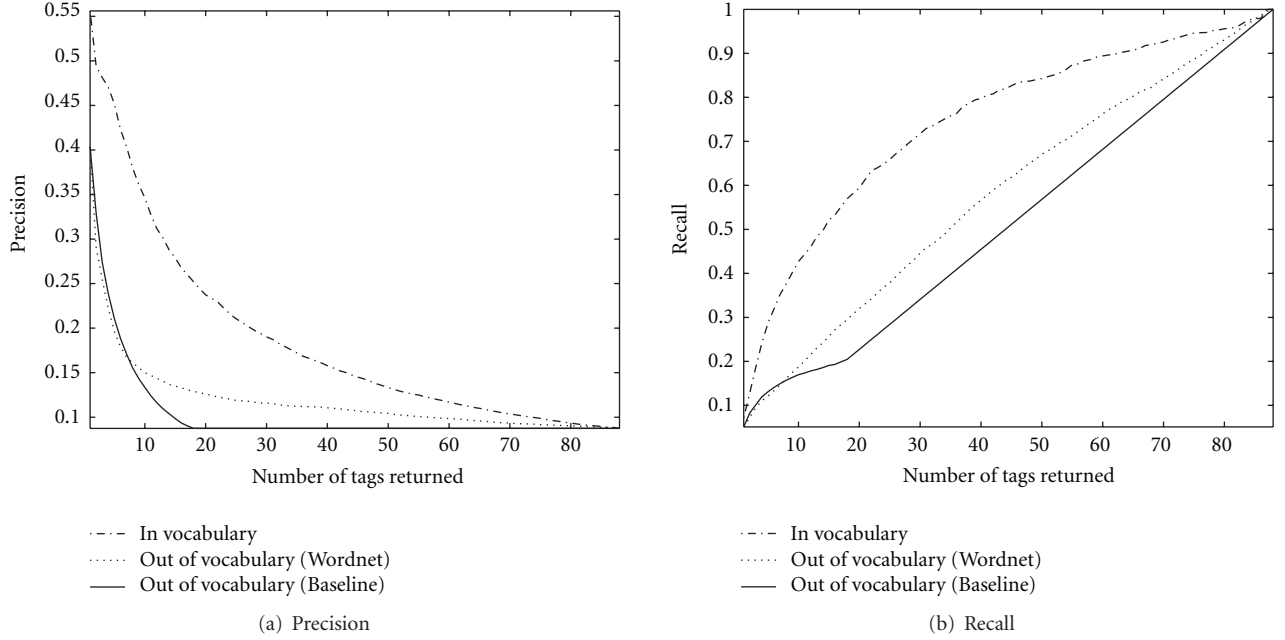 0.55
0.5
0.45
0.4
0.35
0.3
0.25
0.2
0.15
0.1
Precision
10 20 30 40 50 60 70 80
Number of tags returned
In vocabulary
Out of vocabulary (Wordnet)
Out of vocabulary (Baseline)
(a) Precision
1
0.9
0.8
0.7
0.6
0.5
0.4
0.3
0.2
0.1
Recall
10 20 30 40 50 60 70 80
Number of tags returned
In vocabulary
Out of vocabulary (Wordnet)
Out of vocabulary (Baseline)
(b) Recall